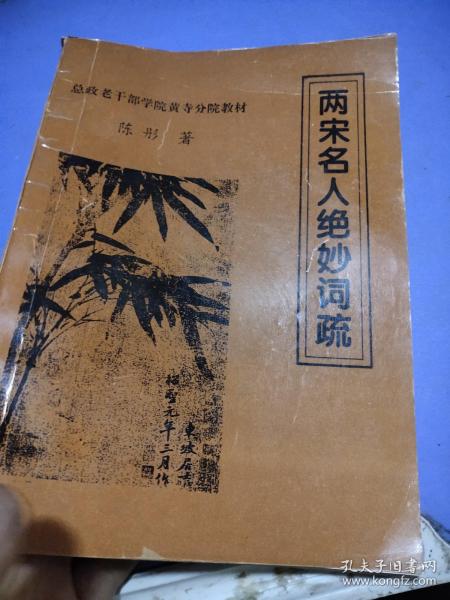 总政老干部学院黄寺分院教材
陈彤 著
两宋名人绝妙词疏
东坡居士
绍圣元年三月作
孔夫子旧书网
www.kongfz.com